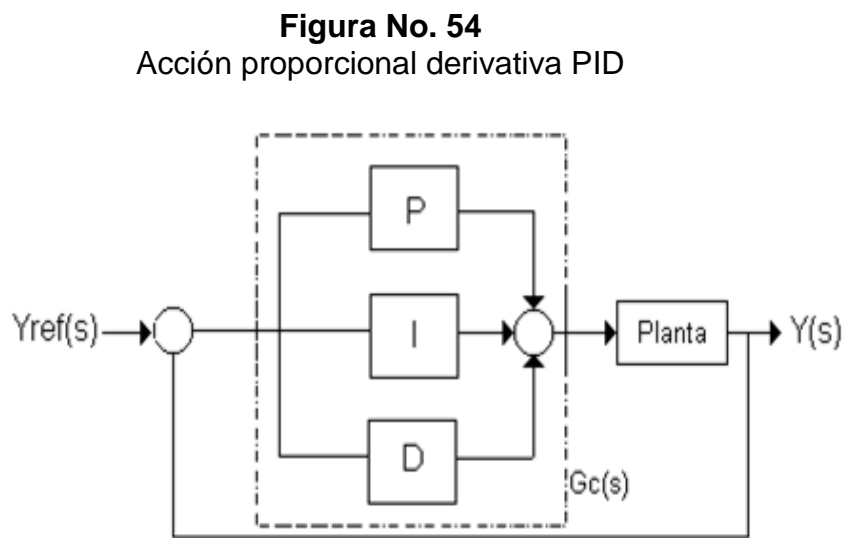 Figura No. 54
Acción proporcional derivativa PID
P
Yref(s)
I
Planta
Y(s)
D
Gc(s)